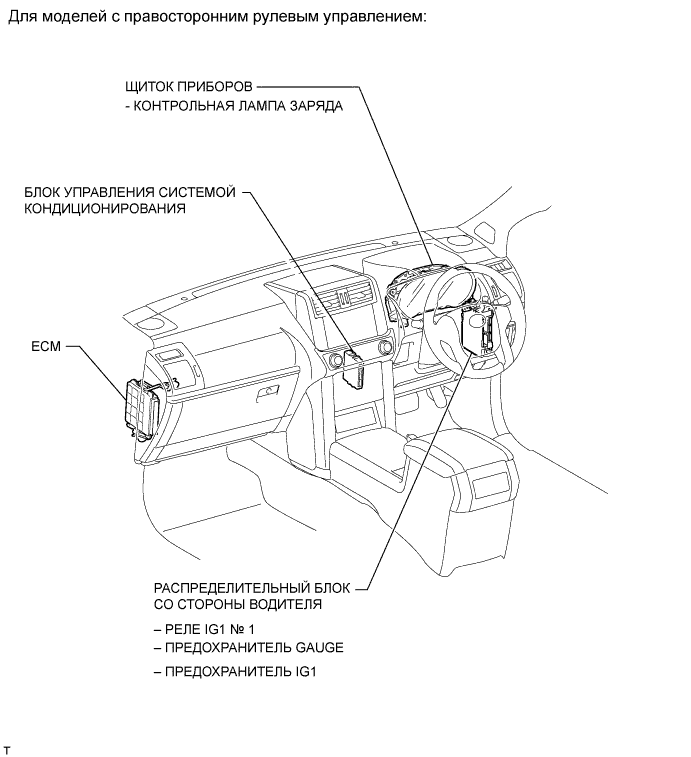 Для моделей с правосторонним рулевым управлением:
ЩИТОК ПРИБОРОВ
- КОНТРОЛЬНАЯ ЛАМПА ЗАРЯДА
БЛОК УПРАВЛЕНИЯ СИСТЕМОЙ
КОНДИЦИОНИРОВАНИЯ
ECM
РАСПРЕДЕЛИТЕЛЬНЫЙ БЛОК
СО СТОРОНЫ ВОДИТЕЛЯ
– РЕЛЕ IG1 № 1
– ПРЕДОХРАНИТЕЛЬ GAUGE
– ПРЕДОХРАНИТЕЛЬ IG1
T